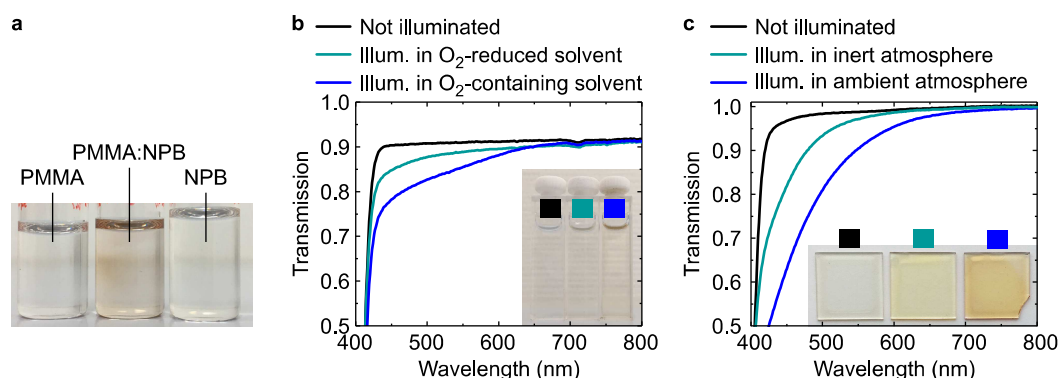 a
PMMA:NPB
PMMA
NPB
b
Not illuminated
Illum. in O₂-reduced solvent
Illum. in O₂-containing solvent
1.0
0.9
0.8
0.7
0.6
0.5
Transmission
400 500 600 700 800
Wavelength (nm)
c
Not illuminated
Illum. in inert atmosphere
Illum. in ambient atmosphere
1.0
0.9
0.8
0.7
0.6
0.5
Transmission
400 500 600 700 800
Wavelength (nm)